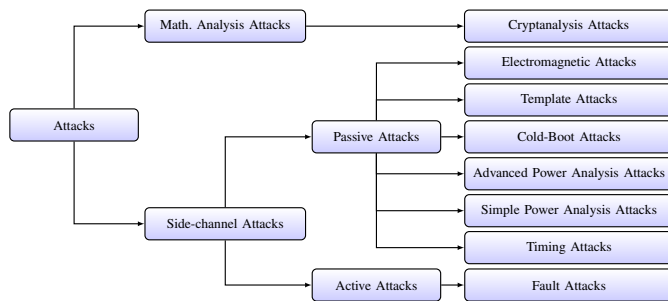 Math. Analysis Attacks
Cryptanalysis Attacks
Electromagnetic Attacks
Template Attacks
Attacks
Passive Attacks
Cold-Boot Attacks
Advanced Power Analysis Attacks
Side-channel Attacks
Simple Power Analysis Attacks
Timing Attacks
Active Attacks
Fault Attacks